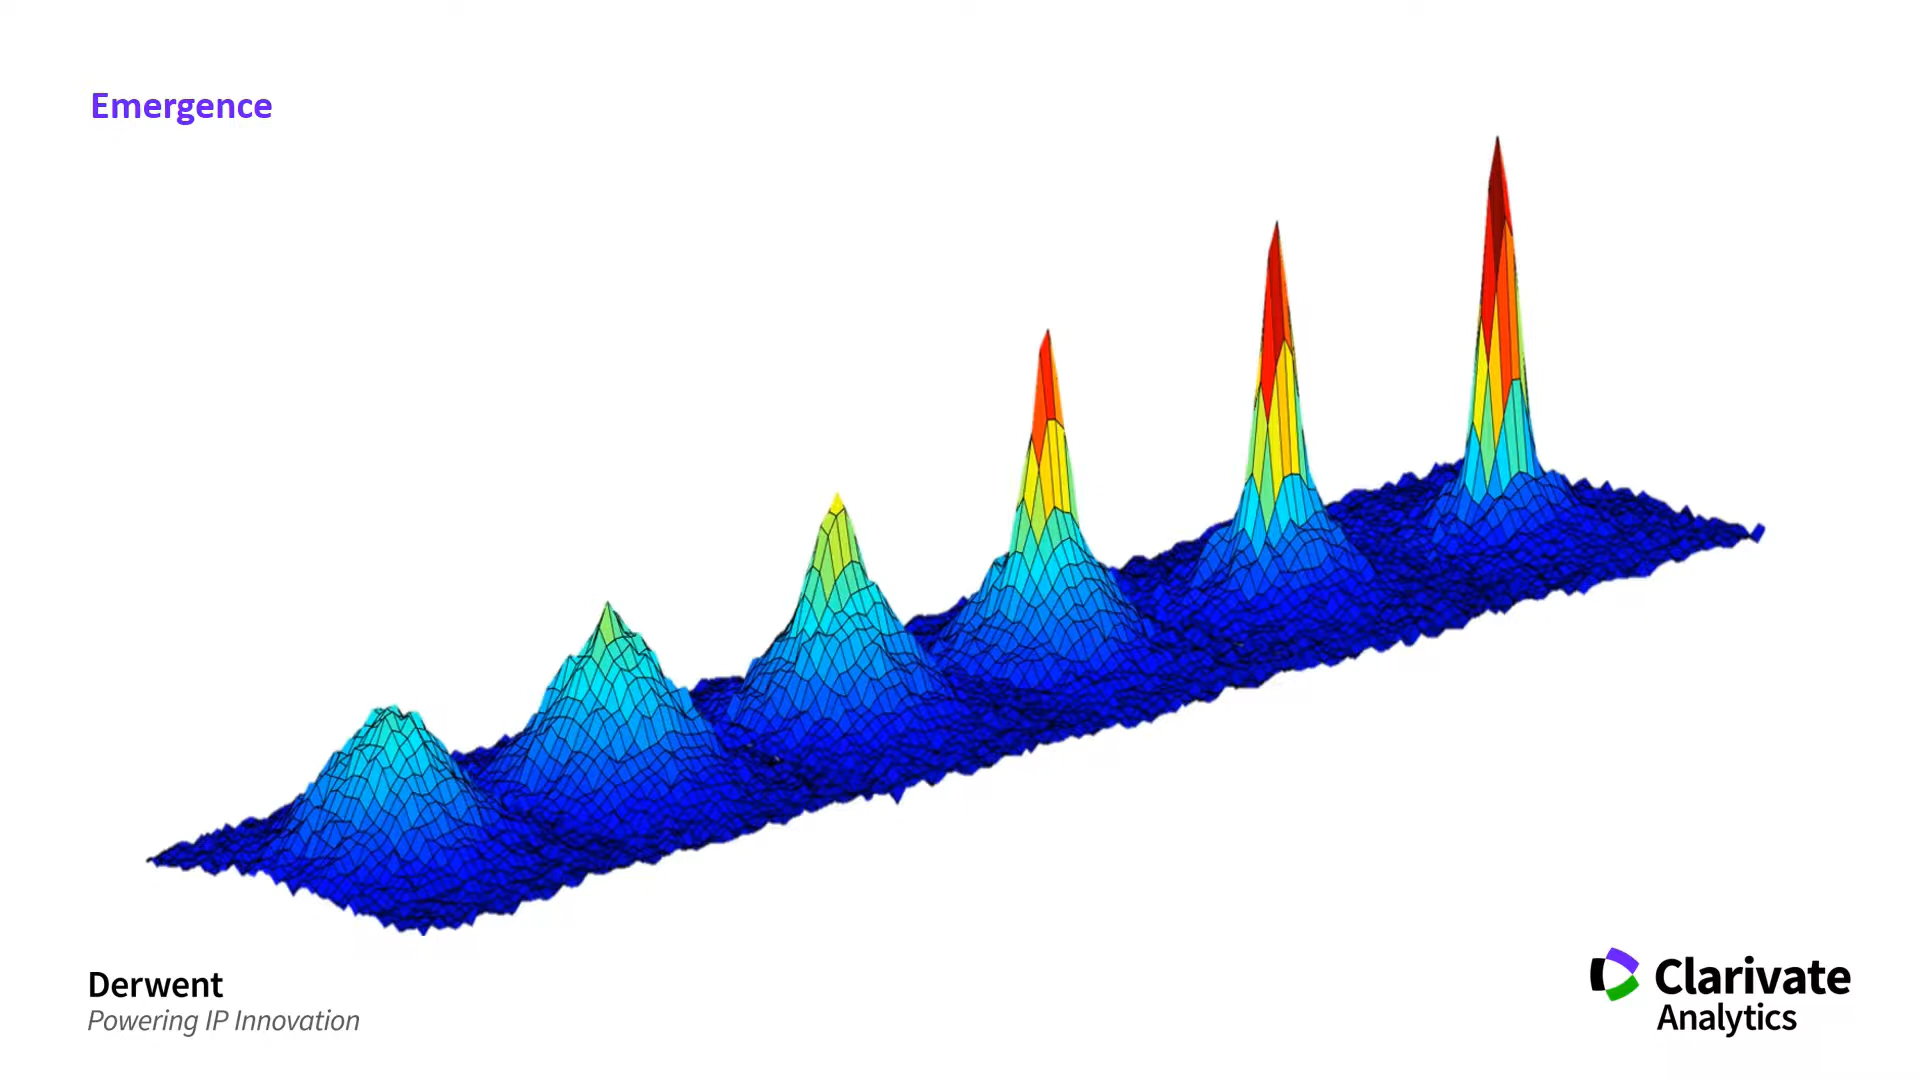 Emergence
Derwent
Powering IP Innovation
Clarivate
Analytics